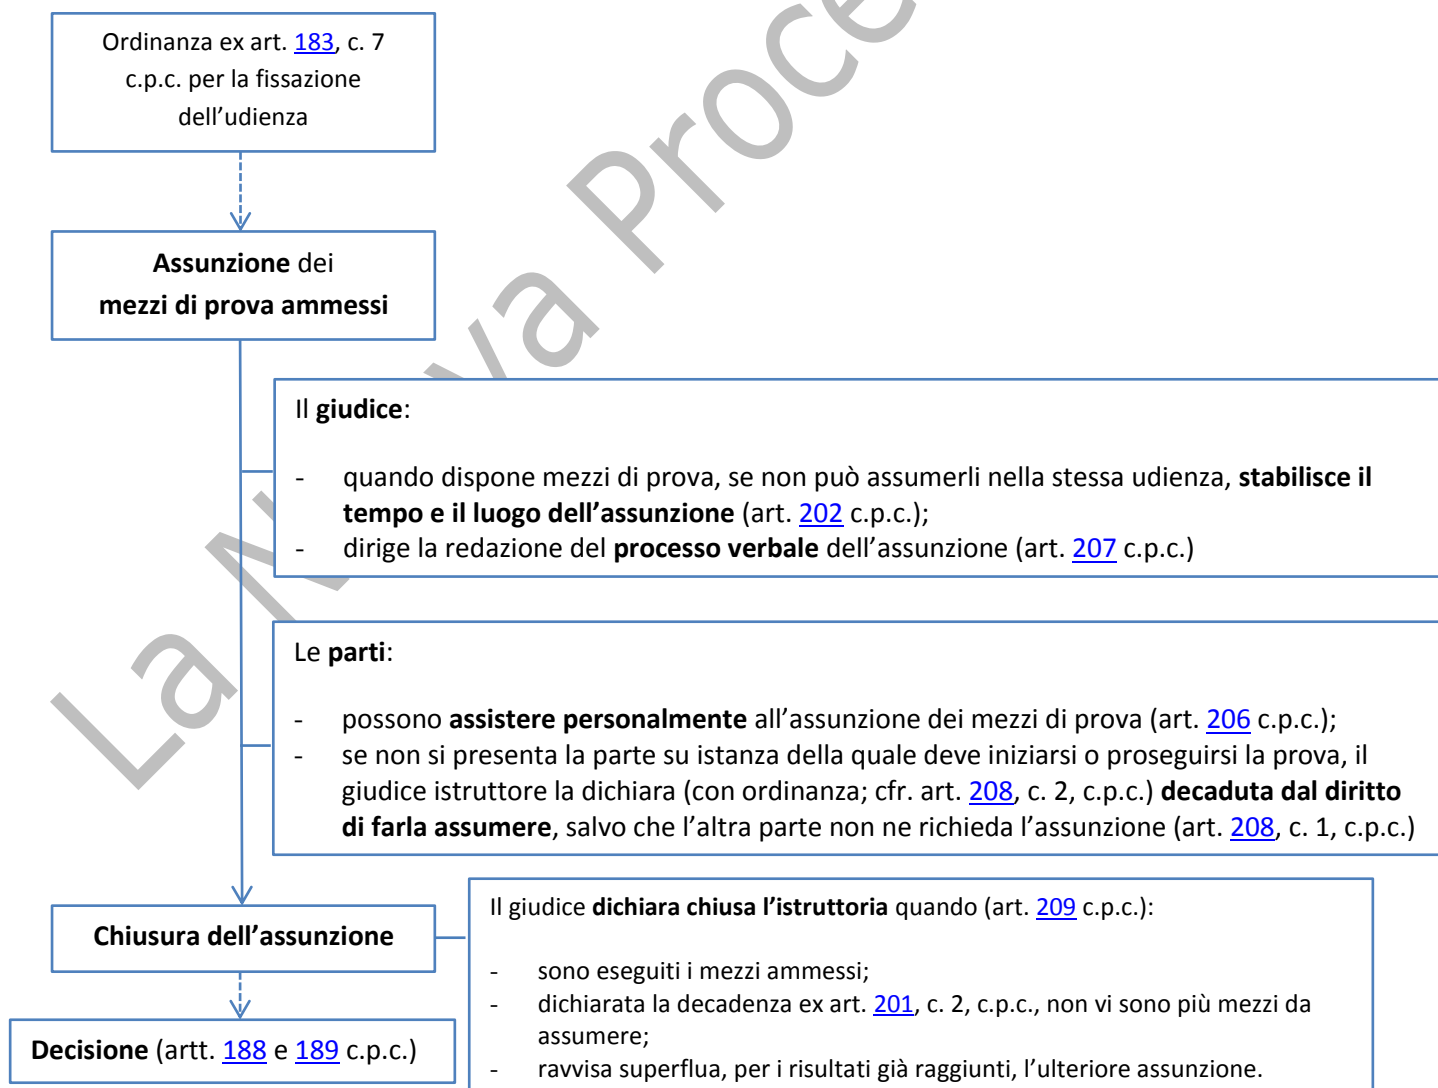 Ordinanza ex art. 183, c. 7
c.p.c. per la fissazione
dell’udienza
Assunzione dei
mezzi di prova ammessi
Il giudice:
- quando dispone mezzi di prova, se non può assumerli nella stessa udienza, stabilisce il
tempo e il luogo dell’assunzione (art. 202 c.p.c.);
- dirige la redazione del processo verbale dell’assunzione (art. 207 c.p.c.)
Le parti:
- possono assistere personalmente all’assunzione dei mezzi di prova (art. 206 c.p.c.);
- se non si presenta la parte su istanza della quale deve iniziarsi o proseguirsi la prova, il
giudice istruttore la dichiara (con ordinanza; cfr. art. 208, c. 2, c.p.c.) decaduta dal diritto
di farla assumere, salvo che l’altra parte non ne richieda l’assunzione (art. 208, c. 1, c.p.c.)
Chiusura dell’assunzione
Il giudice dichiara chiusa l’istruttoria quando (art. 209 c.p.c.):
- sono eseguiti i mezzi ammessi;
- dichiarata la decadenza ex art. 201, c. 2, c.p.c., non vi sono più mezzi da
assumere;
- ravvisa superflua, per i risultati già raggiunti, l’ulteriore assunzione.
Decisione (artt. 188 e 189 c.p.c.)
La